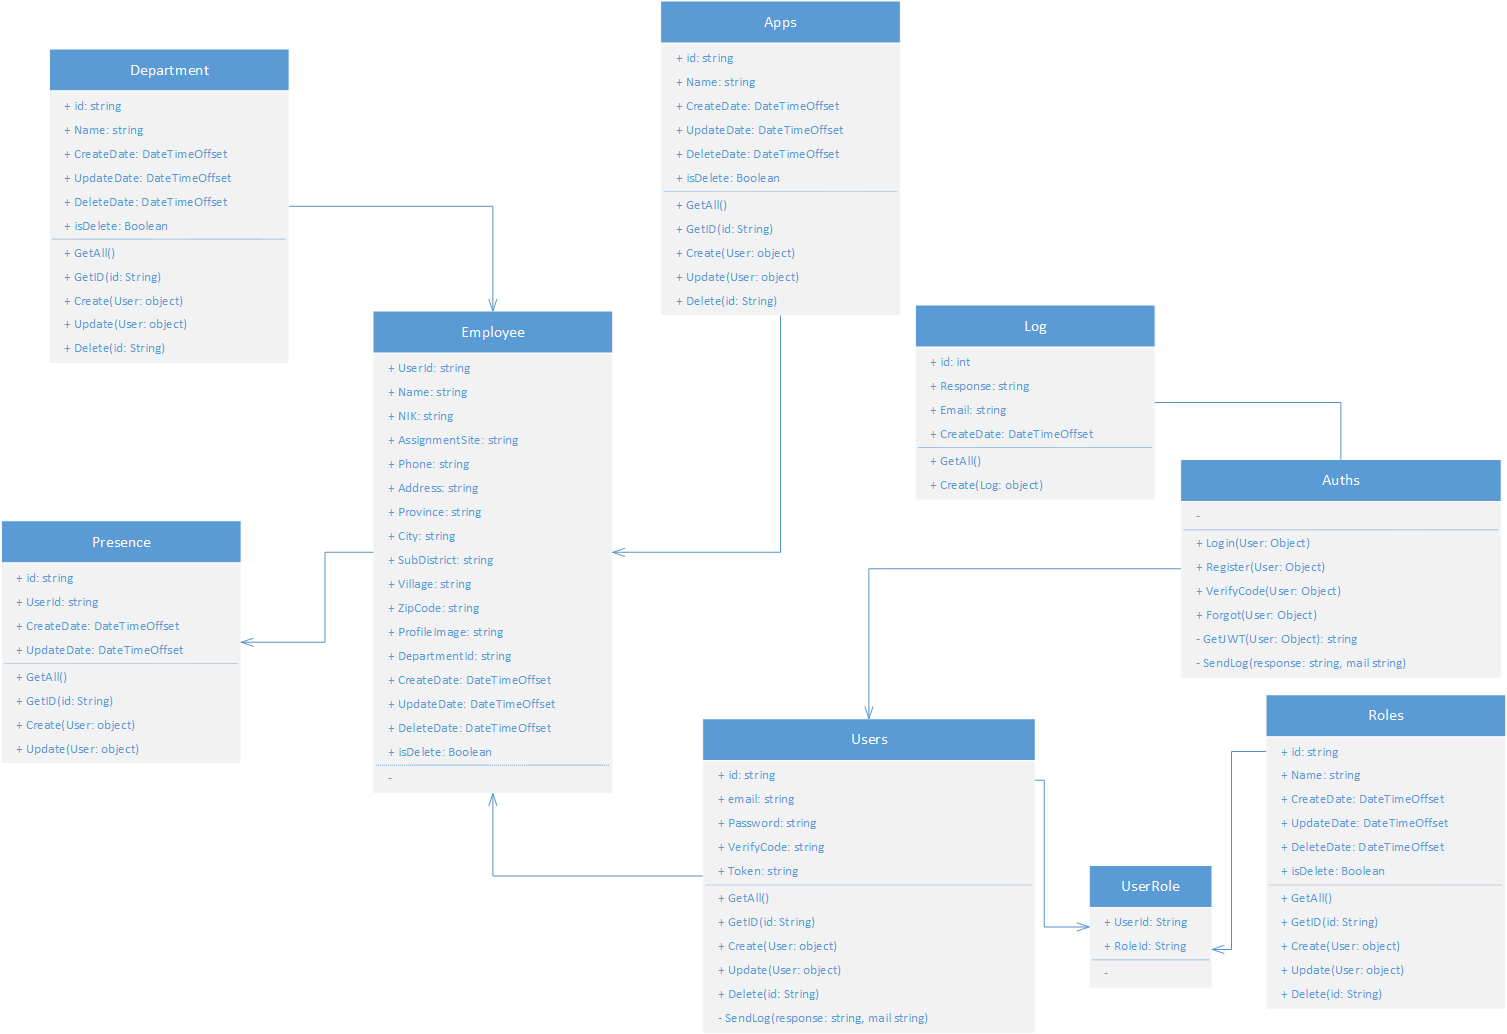 Apps
+ id: string
+ Name: string
+ CreateDate: DateTimeOffset
+ UpdateDate: DateTimeOffset
+ DeleteDate: DateTimeOffset
+ isDelete: Boolean
+ GetAll()
+ GetID(id: String)
+ Create(User: object)
+ Update(User: object)
+ Delete(id: String)
Department
+ id: string
+ Name: string
+ CreateDate: DateTimeOffset
+ UpdateDate: DateTimeOffset
+ DeleteDate: DateTimeOffset
+ isDelete: Boolean
+ GetAll()
+ GetID(id: String)
+ Create(User: object)
+ Update(User: object)
+ Delete(id: String)
Employee
+ UserId: string
+ Name: string
+ NIK: string
+ AssignmentSite: string
+ Phone: string
+ Address: string
+ Province: string
+ City: string
+ SubDistrict: string
+ Village: string
+ ZipCode: string
+ ProfileImage: string
+ DepartmentId: string
+ CreateDate: DateTimeOffset
+ UpdateDate: DateTimeOffset
+ DeleteDate: DateTimeOffset
+ isDelete: Boolean
-
Log
+ id: int
+ Response: string
+ Email: string
+ CreateDate: DateTimeOffset
+ GetAll()
+ Create(Log: object)
Auths
-
+ Login(User: Object)
+ Register(User: Object)
+ VerifyCode(User: Object)
+ Forgot(User: Object)
- GetJWT(User: Object): string
- SendLog(response: string, mail string)
Presence
+ id: string
+ UserId: string
+ CreateDate: DateTimeOffset
+ UpdateDate: DateTimeOffset
+ GetAll()
+ GetID(id: String)
+ Create(User: object)
+ Update(User: object)
Users
+ id: string
+ email: string
+ Password: string
+ VerifyCode: string
+ Token: string
+ GetAll()
+ GetID(id: String)
+ Create(User: object)
+ Update(User: object)
+ Delete(id: String)
- SendLog(response: string, mail string)
UserRole
+ UserId: String
+ RoleId: String
-
Roles
+ id: string
+ Name: string
+ CreateDate: DateTimeOffset
+ UpdateDate: DateTimeOffset
+ DeleteDate: DateTimeOffset
+ isDelete: Boolean
+ GetAll()
+ GetID(id: String)
+ Create(User: object)
+ Update(User: object)
+ Delete(id: String)